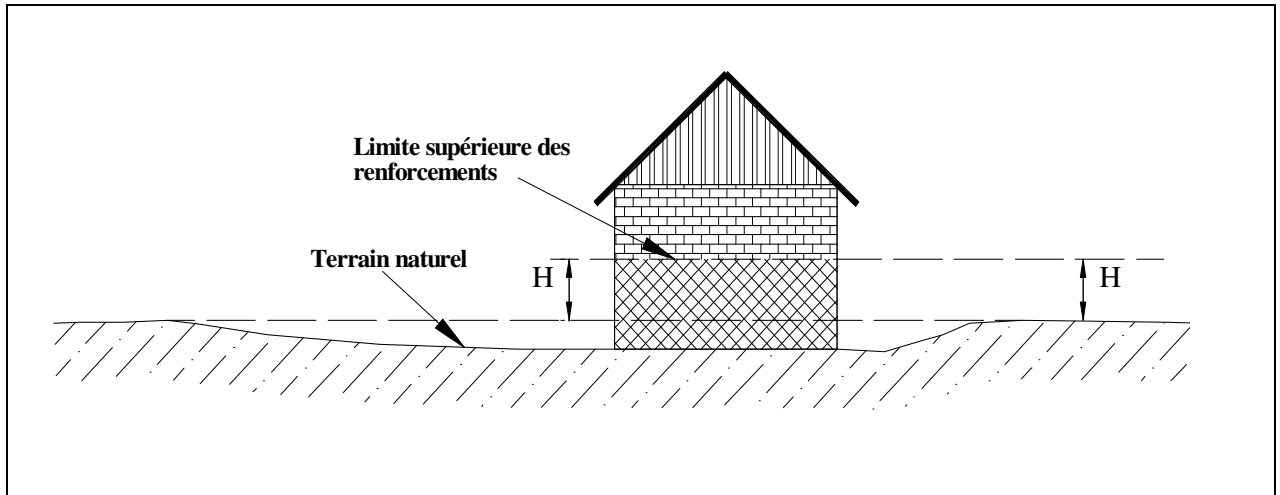 Limite supérieure des
renforcements
Terrain naturel
H
H